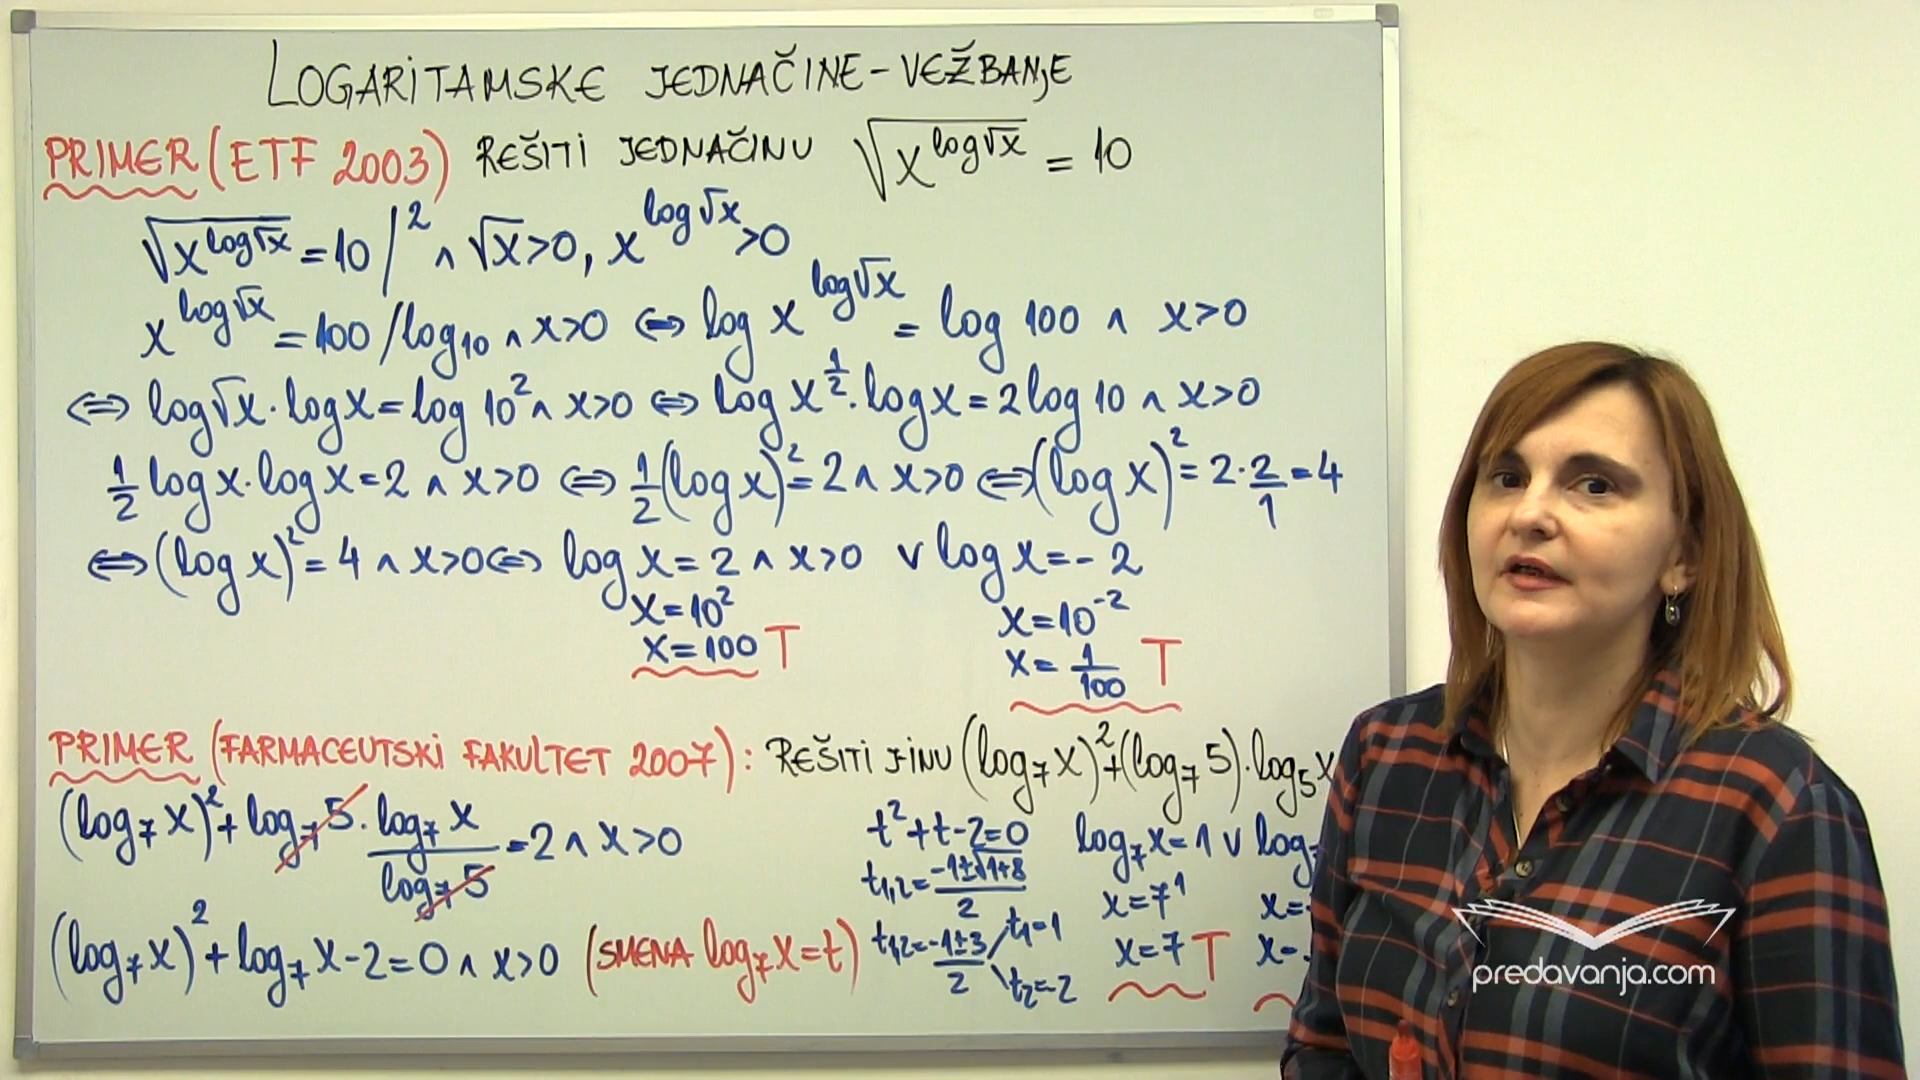 LOGARITAMSKE JEDNAČINE - VEŽBANJE
PRIMER (ETF 2003) REŠITI JEDNAČINU √(x^(log√x)) = 10
√(x^(log√x)) = 10 /² ∧ √x > 0, x^(log√x) > 0
x^(log√x) = 100 / log₁₀ ∧ x > 0 ⇔ log x^(log√x) = log 100 ∧ x > 0
⇔ log√x · log x = log 10² ∧ x > 0 ⇔ log x^(1/2) · log x = 2 log 10 ∧ x > 0
1/2 log x · log x = 2 ∧ x > 0 ⇔ 1/2 (log x)² = 2 ∧ x > 0 ⇔ (log x)² = 2 · 2/1 = 4
⇔ (log x)² = 4 ∧ x > 0 ⇔ log x = 2 ∧ x > 0 ∨ log x = -2
x = 10²
x = 100 T
x = 10⁻²
x = 1/100 T
PRIMER (FARMACEUTSKI FAKULTET 2007): REŠITI J-INU (log₇ x)² + (log₇ 5) · log₅ x
(log₇ x)² + log₇ 5 · log₇ x / log₇ 5 = 2 ∧ x > 0
(log₇ x)² + log₇ x - 2 = 0 ∧ x > 0 (SMENA log₇ x = t)
t² + t - 2 = 0
t₁,₂ = (-1 ± √(1+8)) / 2
t₁,₂ = (-1 ± 3) / 2
t₁ = 1
t₂ = -2
log₇ x = 1 ∨ log
x = 7¹
x = 7 T
x =
x =
predavanja.com